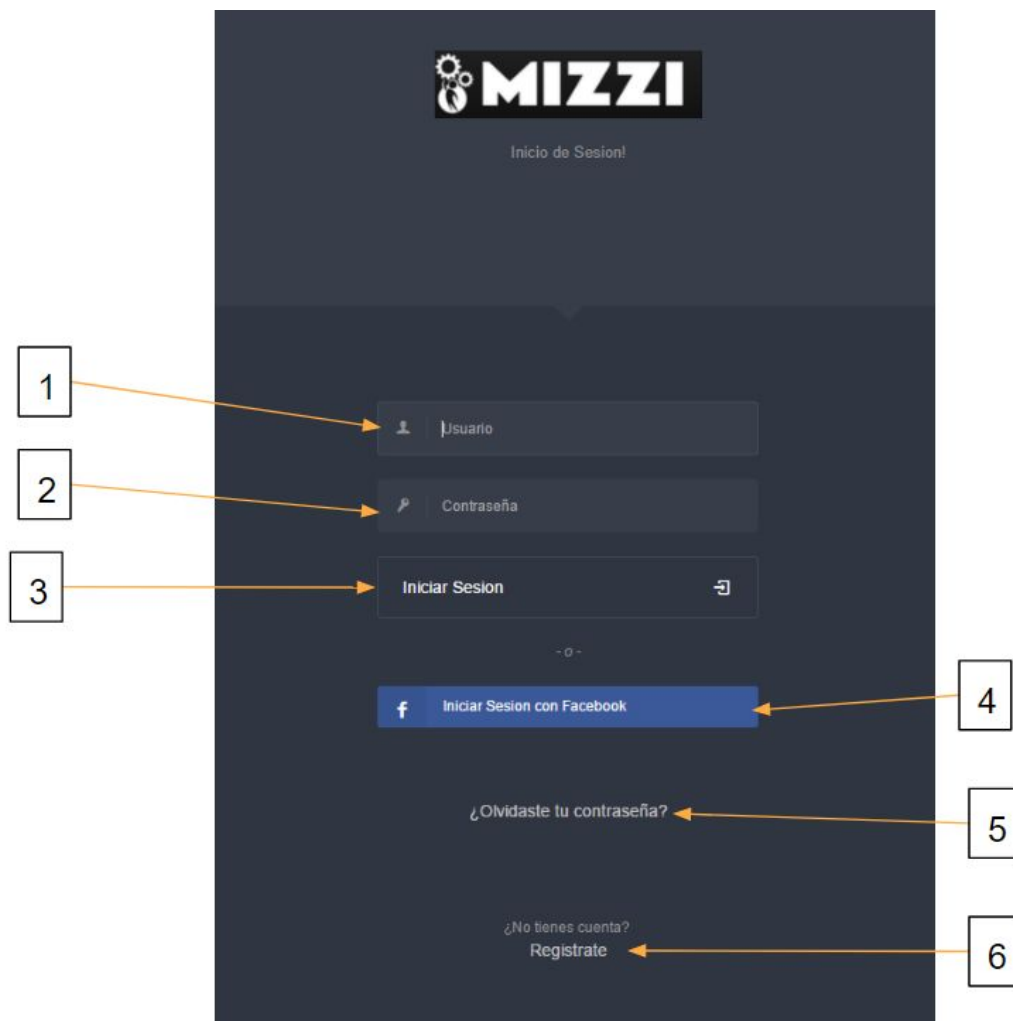 MIZZI
Inicio de Sesion!
1
Usuario
2
Contraseña
3
Iniciar Sesion
- o -
Iniciar Sesion con Facebook
4
¿Olvidaste tu contraseña?
5
¿No tienes cuenta?
Registrate
6